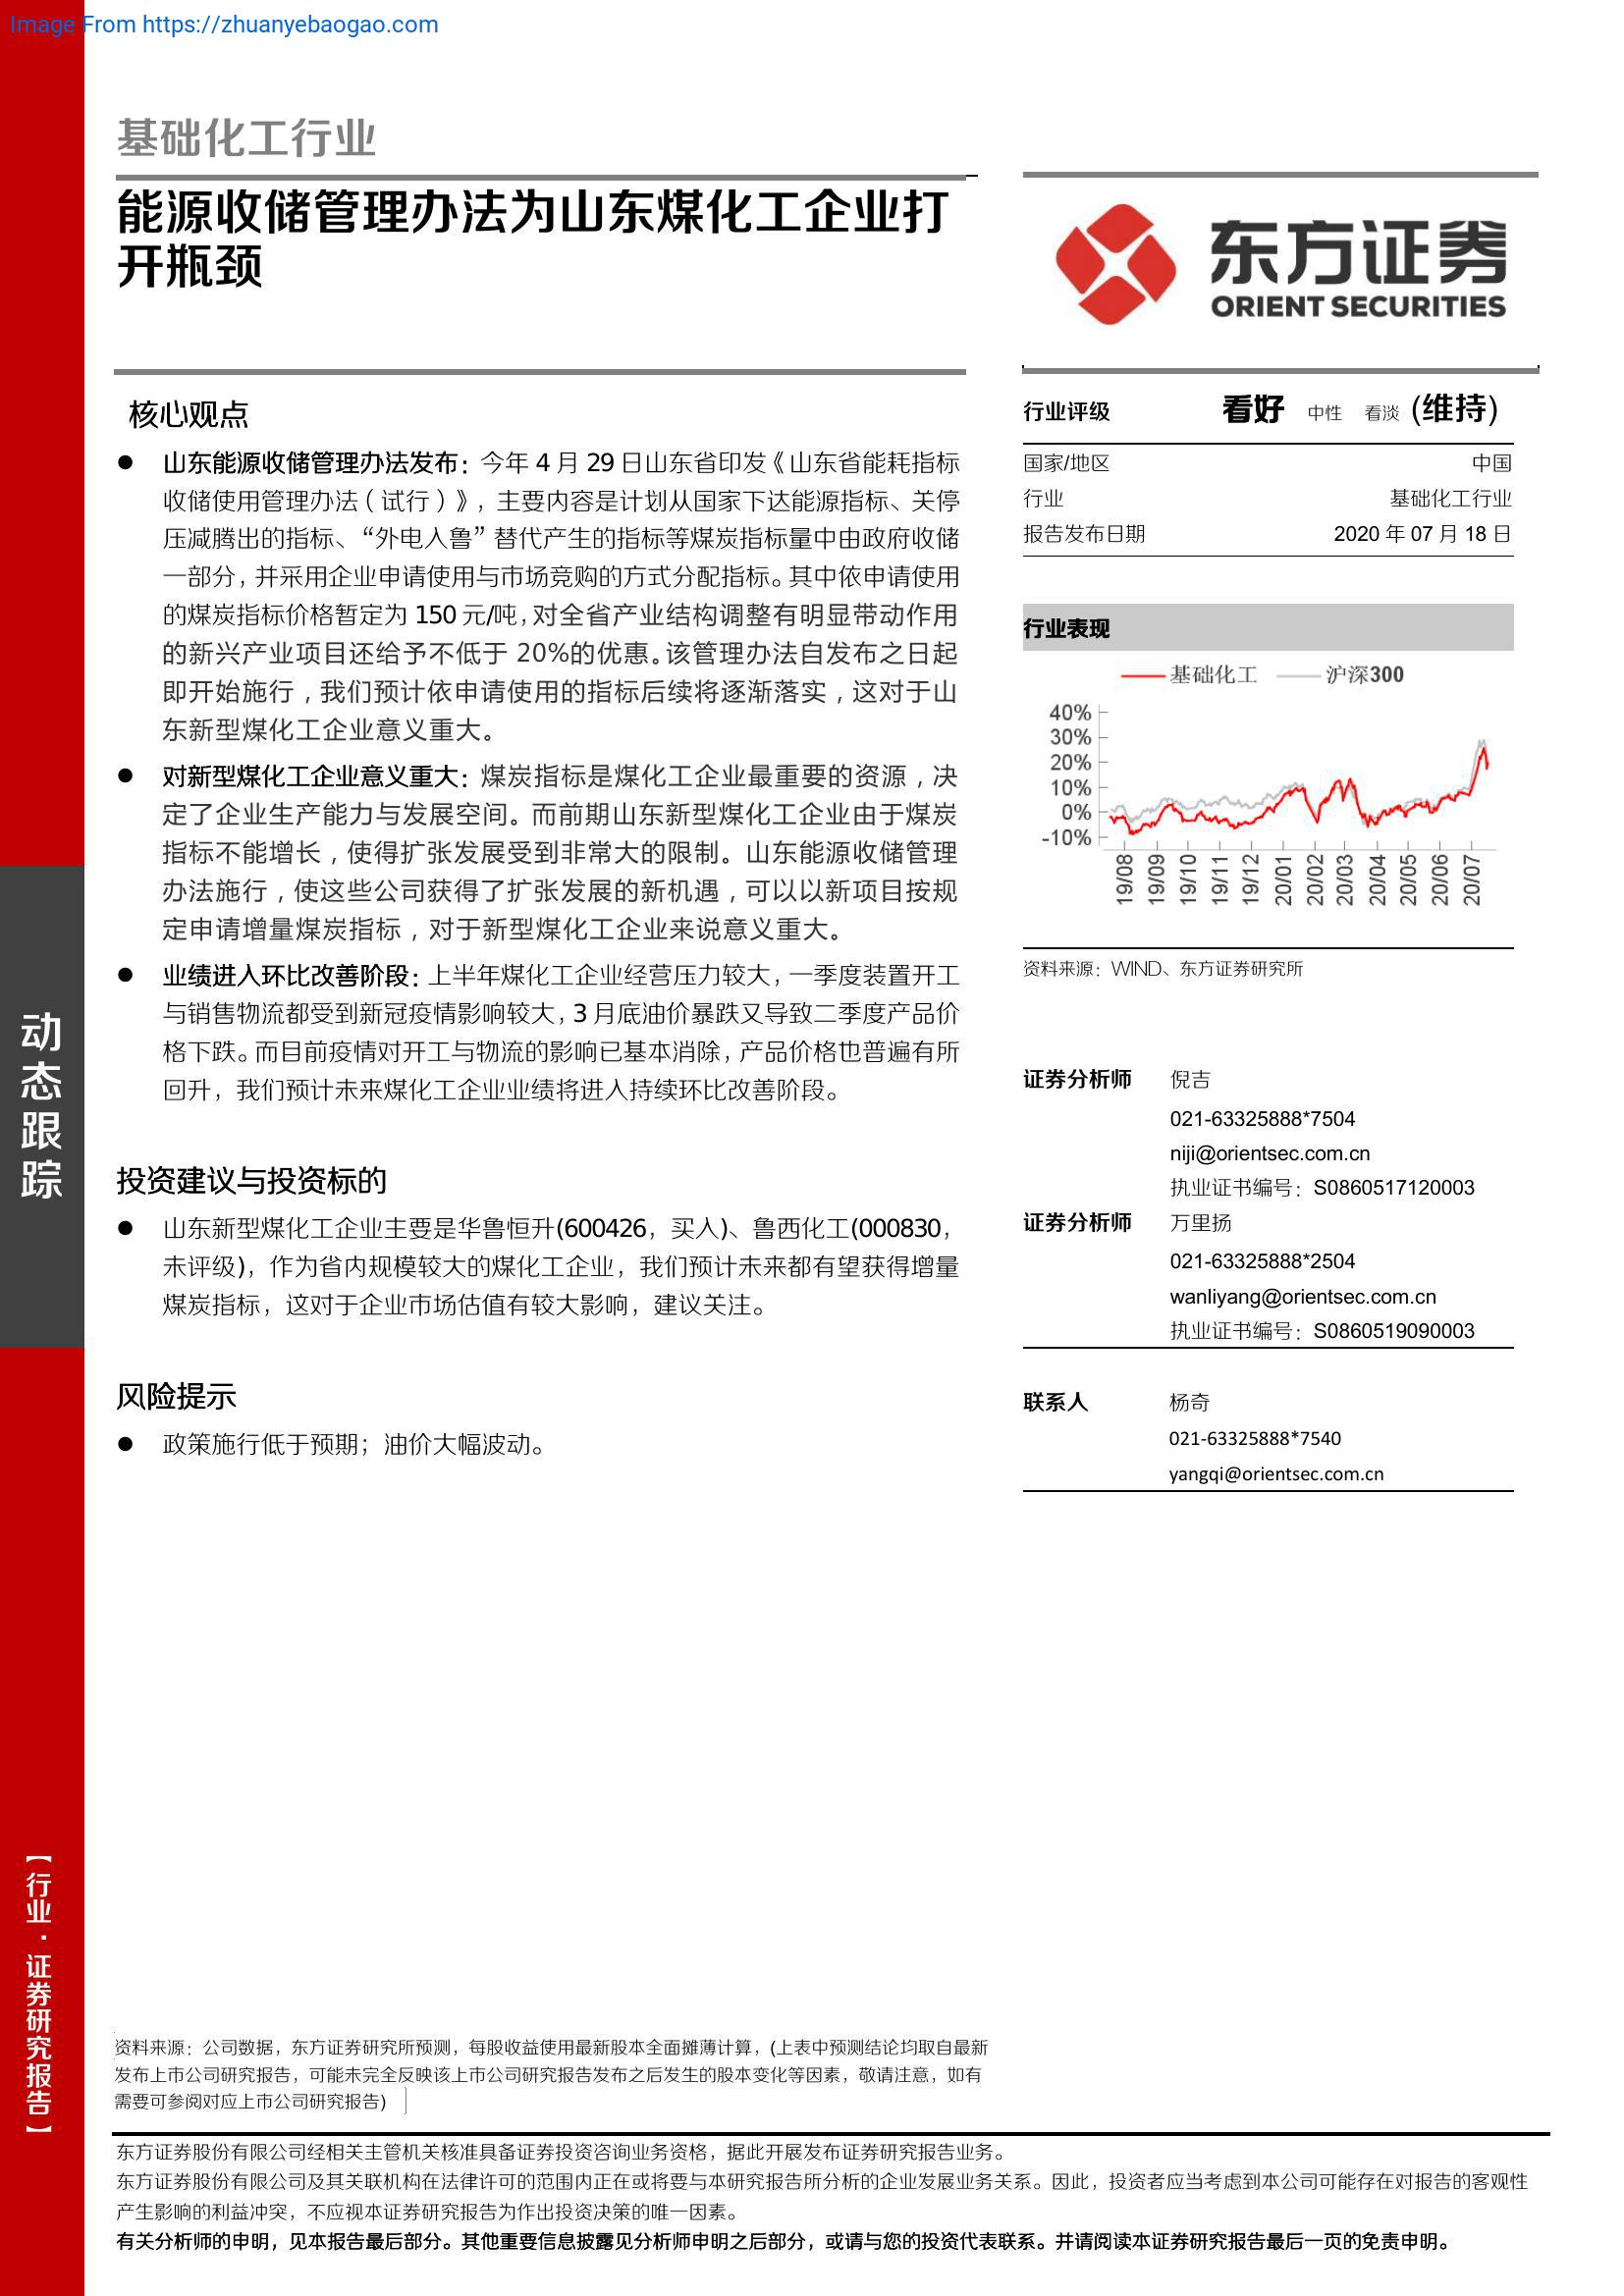 Image From https://zhuanyebaogao.com
基础化工行业
能源收储管理办法为山东煤化工企业打
开瓶颈
东方证券
ORIENT SECURITIES
核心观点
● 山东能源收储管理办法发布：今年 4 月 29 日山东省印发《山东省能耗指标
收储使用管理办法（试行）》，主要内容是计划从国家下达能源指标、关停
压减腾出的指标、“外电入鲁”替代产生的指标等煤炭指标量中由政府收储
一部分，并采用企业申请使用与市场竞购的方式分配指标。其中依申请使用
的煤炭指标价格暂定为 150 元/吨，对全省产业结构调整有明显带动作用
的新兴产业项目还给予不低于 20%的优惠。该管理办法自发布之日起
即开始施行，我们预计依申请使用的指标后续将逐渐落实，这对于山
东新型煤化工企业意义重大。
● 对新型煤化工企业意义重大：煤炭指标是煤化工企业最重要的资源，决
定了企业生产能力与发展空间。而前期山东新型煤化工企业由于煤炭
指标不能增长，使得扩张发展受到非常大的限制。山东能源收储管理
办法施行，使这些公司获得了扩张发展的新机遇，可以以新项目按规
定申请增量煤炭指标，对于新型煤化工企业来说意义重大。
● 业绩进入环比改善阶段：上半年煤化工企业经营压力较大，一季度装置开工
与销售物流都受到新冠疫情影响较大，3 月底油价暴跌又导致二季度产品价
格下跌。而目前疫情对开工与物流的影响已基本消除，产品价格也普遍有所
回升，我们预计未来煤化工企业业绩将进入持续环比改善阶段。
投资建议与投资标的
● 山东新型煤化工企业主要是华鲁恒升(600426，买入)、鲁西化工(000830，
未评级)，作为省内规模较大的煤化工企业，我们预计未来都有望获得增量
煤炭指标，这对于企业市场估值有较大影响，建议关注。
风险提示
● 政策施行低于预期；油价大幅波动。
行业评级 看好 中性 看淡 (维持)
国家/地区 中国
行业 基础化工行业
报告发布日期 2020 年 07 月 18 日
行业表现
基础化工 沪深300
40%
30%
20%
10%
0%
-10%
19/08 19/09 19/10 19/11 19/12 20/01 20/02 20/03 20/04 20/05 20/06 20/07
资料来源：WIND、东方证券研究所
证券分析师 倪吉
021-63325888*7504
niji@orientsec.com.cn
执业证书编号：S0860517120003
证券分析师 万里扬
021-63325888*2504
wanliyang@orientsec.com.cn
执业证书编号：S0860519090003
联系人 杨奇
021-63325888*7540
yangqi@orientsec.com.cn
动态跟踪
【行业·证券研究报告】
资料来源：公司数据，东方证券研究所预测，每股收益使用最新股本全面摊薄计算，(上表中预测结论均取自最新
发布上市公司研究报告，可能未完全反映该上市公司研究报告发布之后发生的股本变化等因素，敬请注意，如有
需要可参阅对应上市公司研究报告)
东方证券股份有限公司经相关主管机关核准具备证券投资咨询业务资格，据此开展发布证券研究报告业务。
东方证券股份有限公司及其关联机构在法律许可的范围内正在或将要与本研究报告所分析的企业发展业务关系。因此，投资者应当考虑到本公司可能存在对报告的客观性
产生影响的利益冲突，不应视本证券研究报告为作出投资决策的唯一因素。
有关分析师的申明，见本报告最后部分。其他重要信息披露见分析师申明之后部分，或请与您的投资代表联系。并请阅读本证券研究报告最后一页的免责申明。